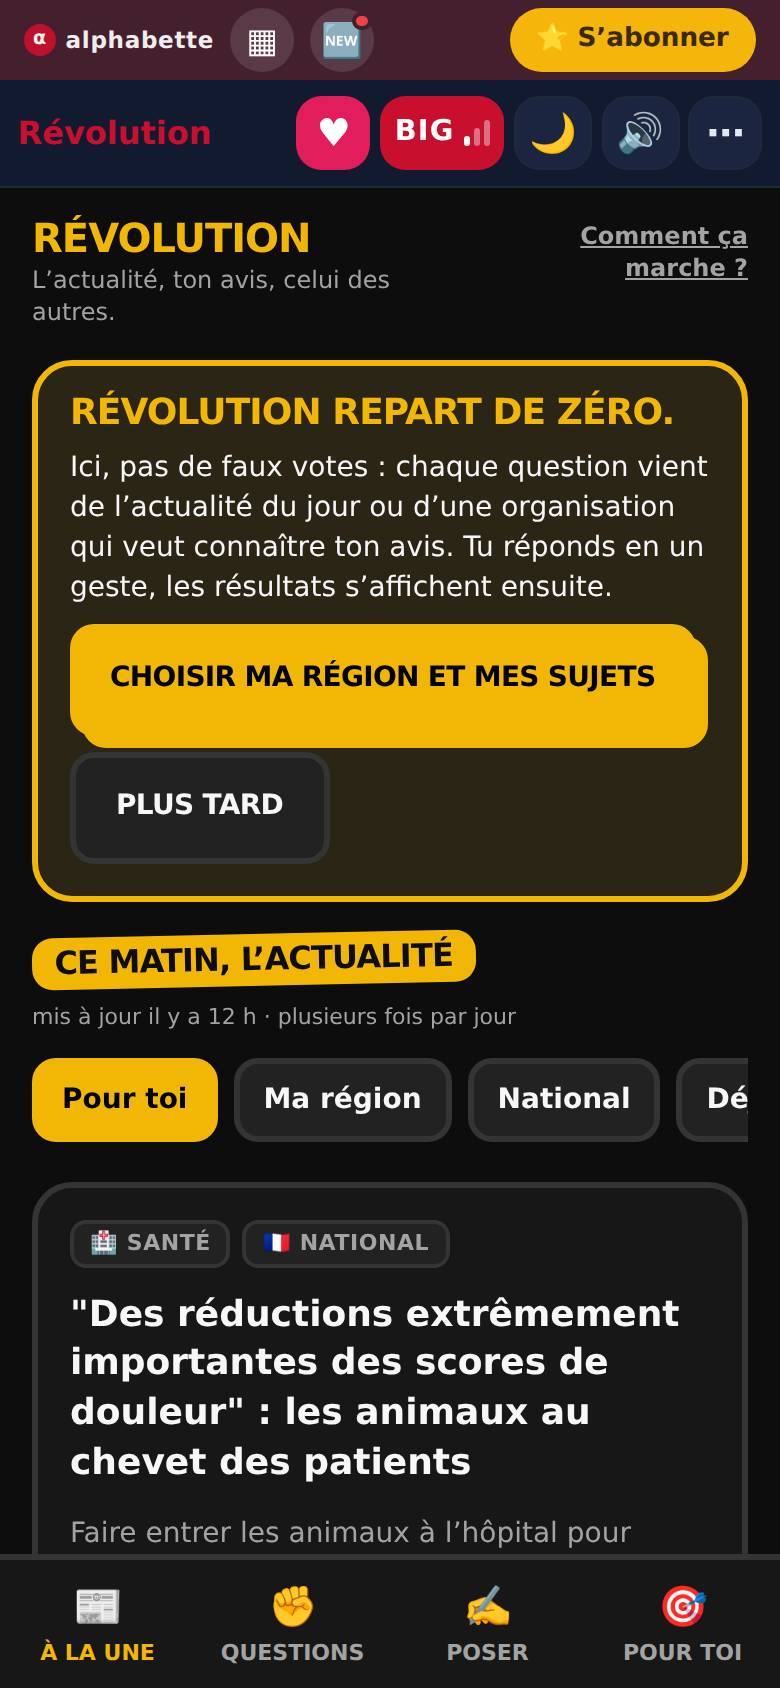 α alphabette
NEW
⭐ S’abonner
Révolution
♥
BIG
RÉVOLUTION
Comment ça
marche ?
L’actualité, ton avis, celui des
autres.
RÉVOLUTION REPART DE ZÉRO.
Ici, pas de faux votes : chaque question vient
de l’actualité du jour ou d’une organisation
qui veut connaître ton avis. Tu réponds en un
geste, les résultats s’affichent ensuite.
CHOISIR MA RÉGION ET MES SUJETS
PLUS TARD
CE MATIN, L’ACTUALITÉ
mis à jour il y a 12 h · plusieurs fois par jour
Pour toi
Ma région
National
🏥 SANTÉ
🇫🇷 NATIONAL
"Des réductions extrêmement
importantes des scores de
douleur" : les animaux au
chevet des patients
Faire entrer les animaux à l’hôpital pour
À LA UNE
QUESTIONS
POSER
POUR TOI